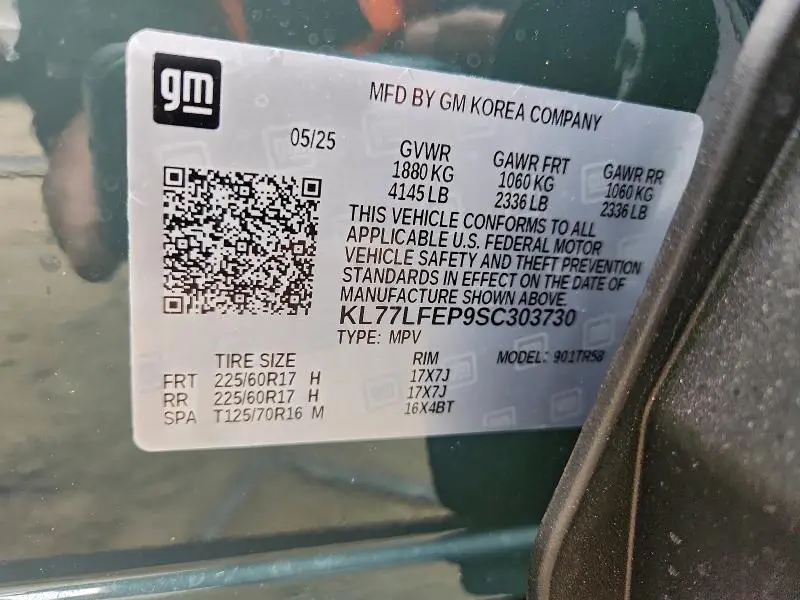 gm
MFD BY GM KOREA COMPANY
05/25
GVWR
1880 KG
4145 LB
GAWR FRT
1060 KG
2336 LB
GAWR RR
1060 KG
2336 LB
THIS VEHICLE CONFORMS TO ALL
APPLICABLE U.S. FEDERAL MOTOR
VEHICLE SAFETY AND THEFT PREVENTION
STANDARDS IN EFFECT ON THE DATE OF
MANUFACTURE SHOWN ABOVE.
KL77LFEP9SC303730
TYPE: MPV
TIRE SIZE RIM MODEL: 901TR58
FRT 225/60R17 H 17X7J
RR 225/60R17 H 17X7J
SPA T125/70R16 M 16X4BT